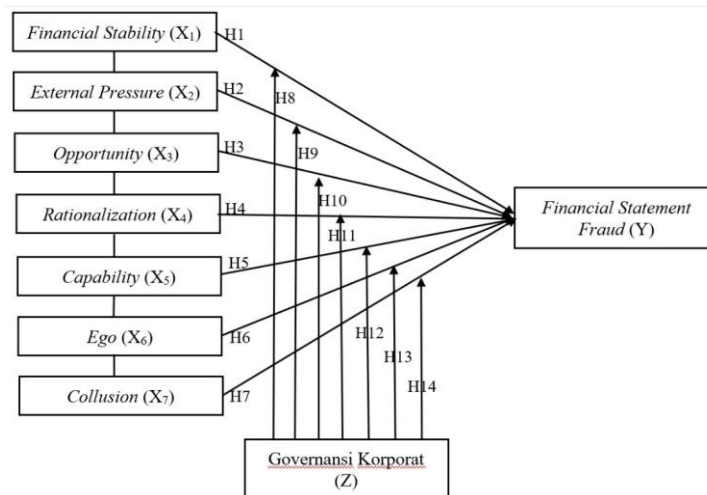 Financial Stability (X₁)
H1
External Pressure (X₂)
H2
H8
Opportunity (X₃)
H3
H9
Rationalization (X₄)
H4
H10
H11
Financial Statement
Fraud (Y)
Capability (X₅)
H5
Ego (X₆)
H6
H12
H13
Collusion (X₇)
H7
H14
Governansi Korporat
(Z)